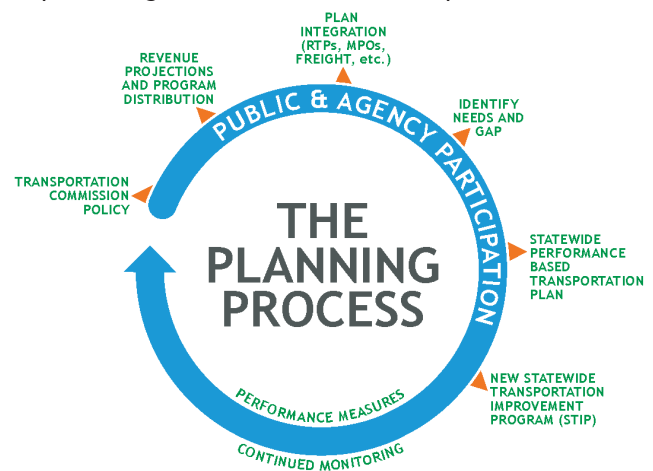 PLAN
INTEGRATION
(RTPs, MPOs,
FREIGHT, etc.)
REVENUE
PROJECTIONS
AND PROGRAM
DISTRIBUTION
IDENTIFY
NEEDS AND
GAP
PUBLIC & AGENCY PARTICIPATION
TRANSPORTATION
COMMISSION
POLICY
THE
PLANNING
PROCESS
STATEWIDE
PERFORMANCE
BASED
TRANSPORTATION
PLAN
NEW STATEWIDE
TRANSPORTATION
IMPROVEMENT
PROGRAM (STIP)
PERFORMANCE MEASURES
CONTINUED MONITORING